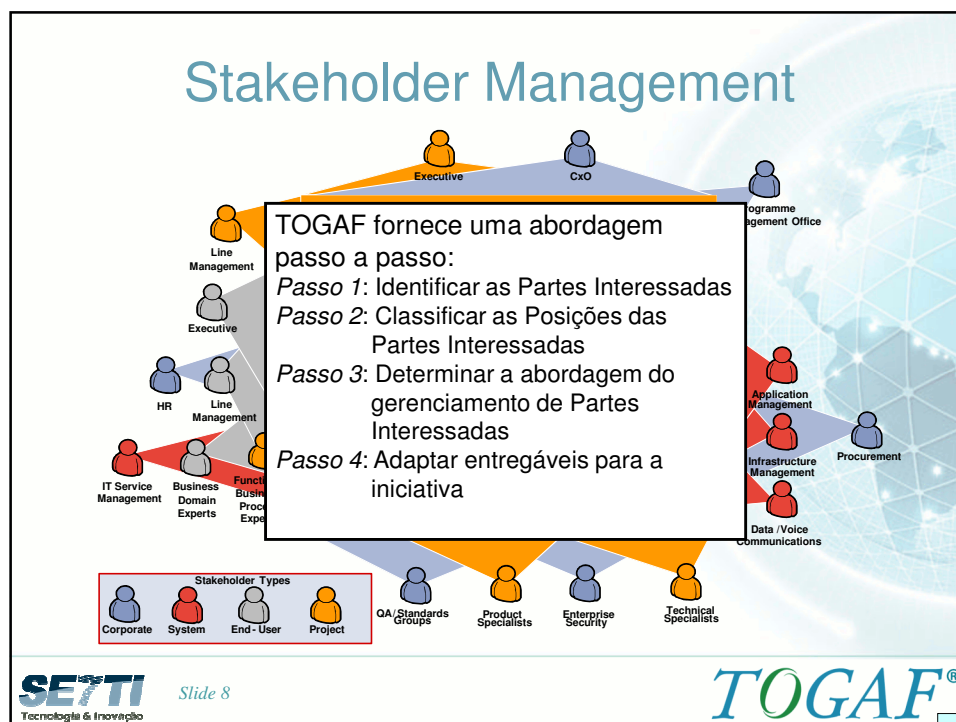 Stakeholder Management
Executive
CxO
Line
Management
Executive
HR
Line
Management
IT Service
Management
Business
Domain
Experts
TOGAF fornece uma abordagem
passo a passo:
Passo 1: Identificar as Partes Interessadas
Passo 2: Classificar as Posições das
Partes Interessadas
Passo 3: Determinar a abordagem do
gerenciamento de Partes
Interessadas
Passo 4: Adaptar entregáveis para a
iniciativa
Office
Application
Management
Infrastructure
Management
Procurement
Data /Voice
Communications
Stakeholder Types
Corporate
System
End - User
Project
QA/Standards
Groups
Product
Specialists
Enterprise
Security
Technical
Specialists
SETTI
Tecnologia & Inovação
Slide 8
TOGAF®